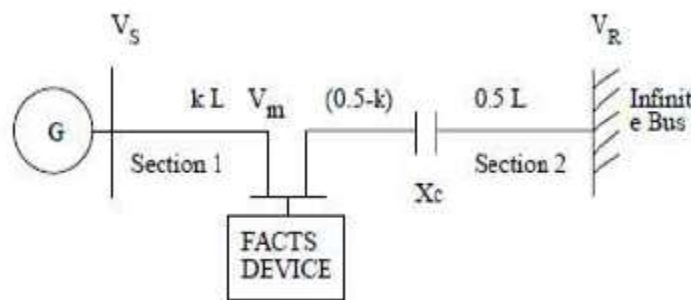 V_S
V_R
k L
V_m
(0.5-k)
0.5 L
Infinit
e Bus
G
Section 1
Section 2
Xc
FACTS
DEVICE